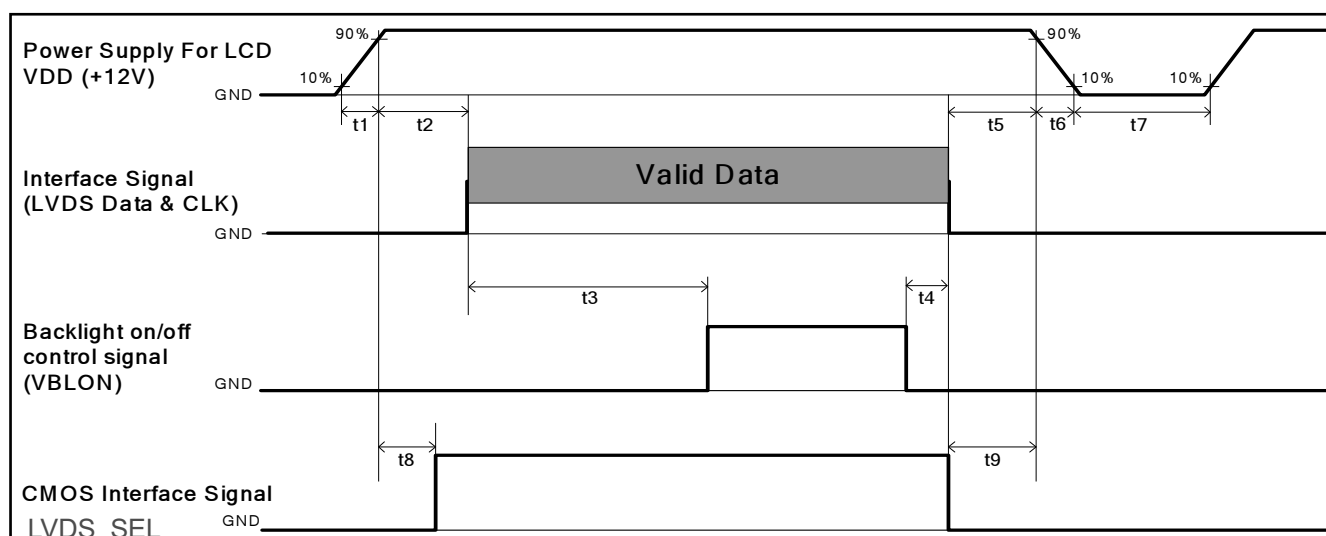 Power Supply For LCD
VDD (+12V)
90%
10%
GND
90%
10%
10%
t1
t2
t5
t6
t7
Interface Signal
(LVDS Data & CLK)
GND
Valid Data
t3
t4
Backlight on/off
control signal
(VBLON)
GND
t8
t9
CMOS Interface Signal
LVDS_SEL
GND